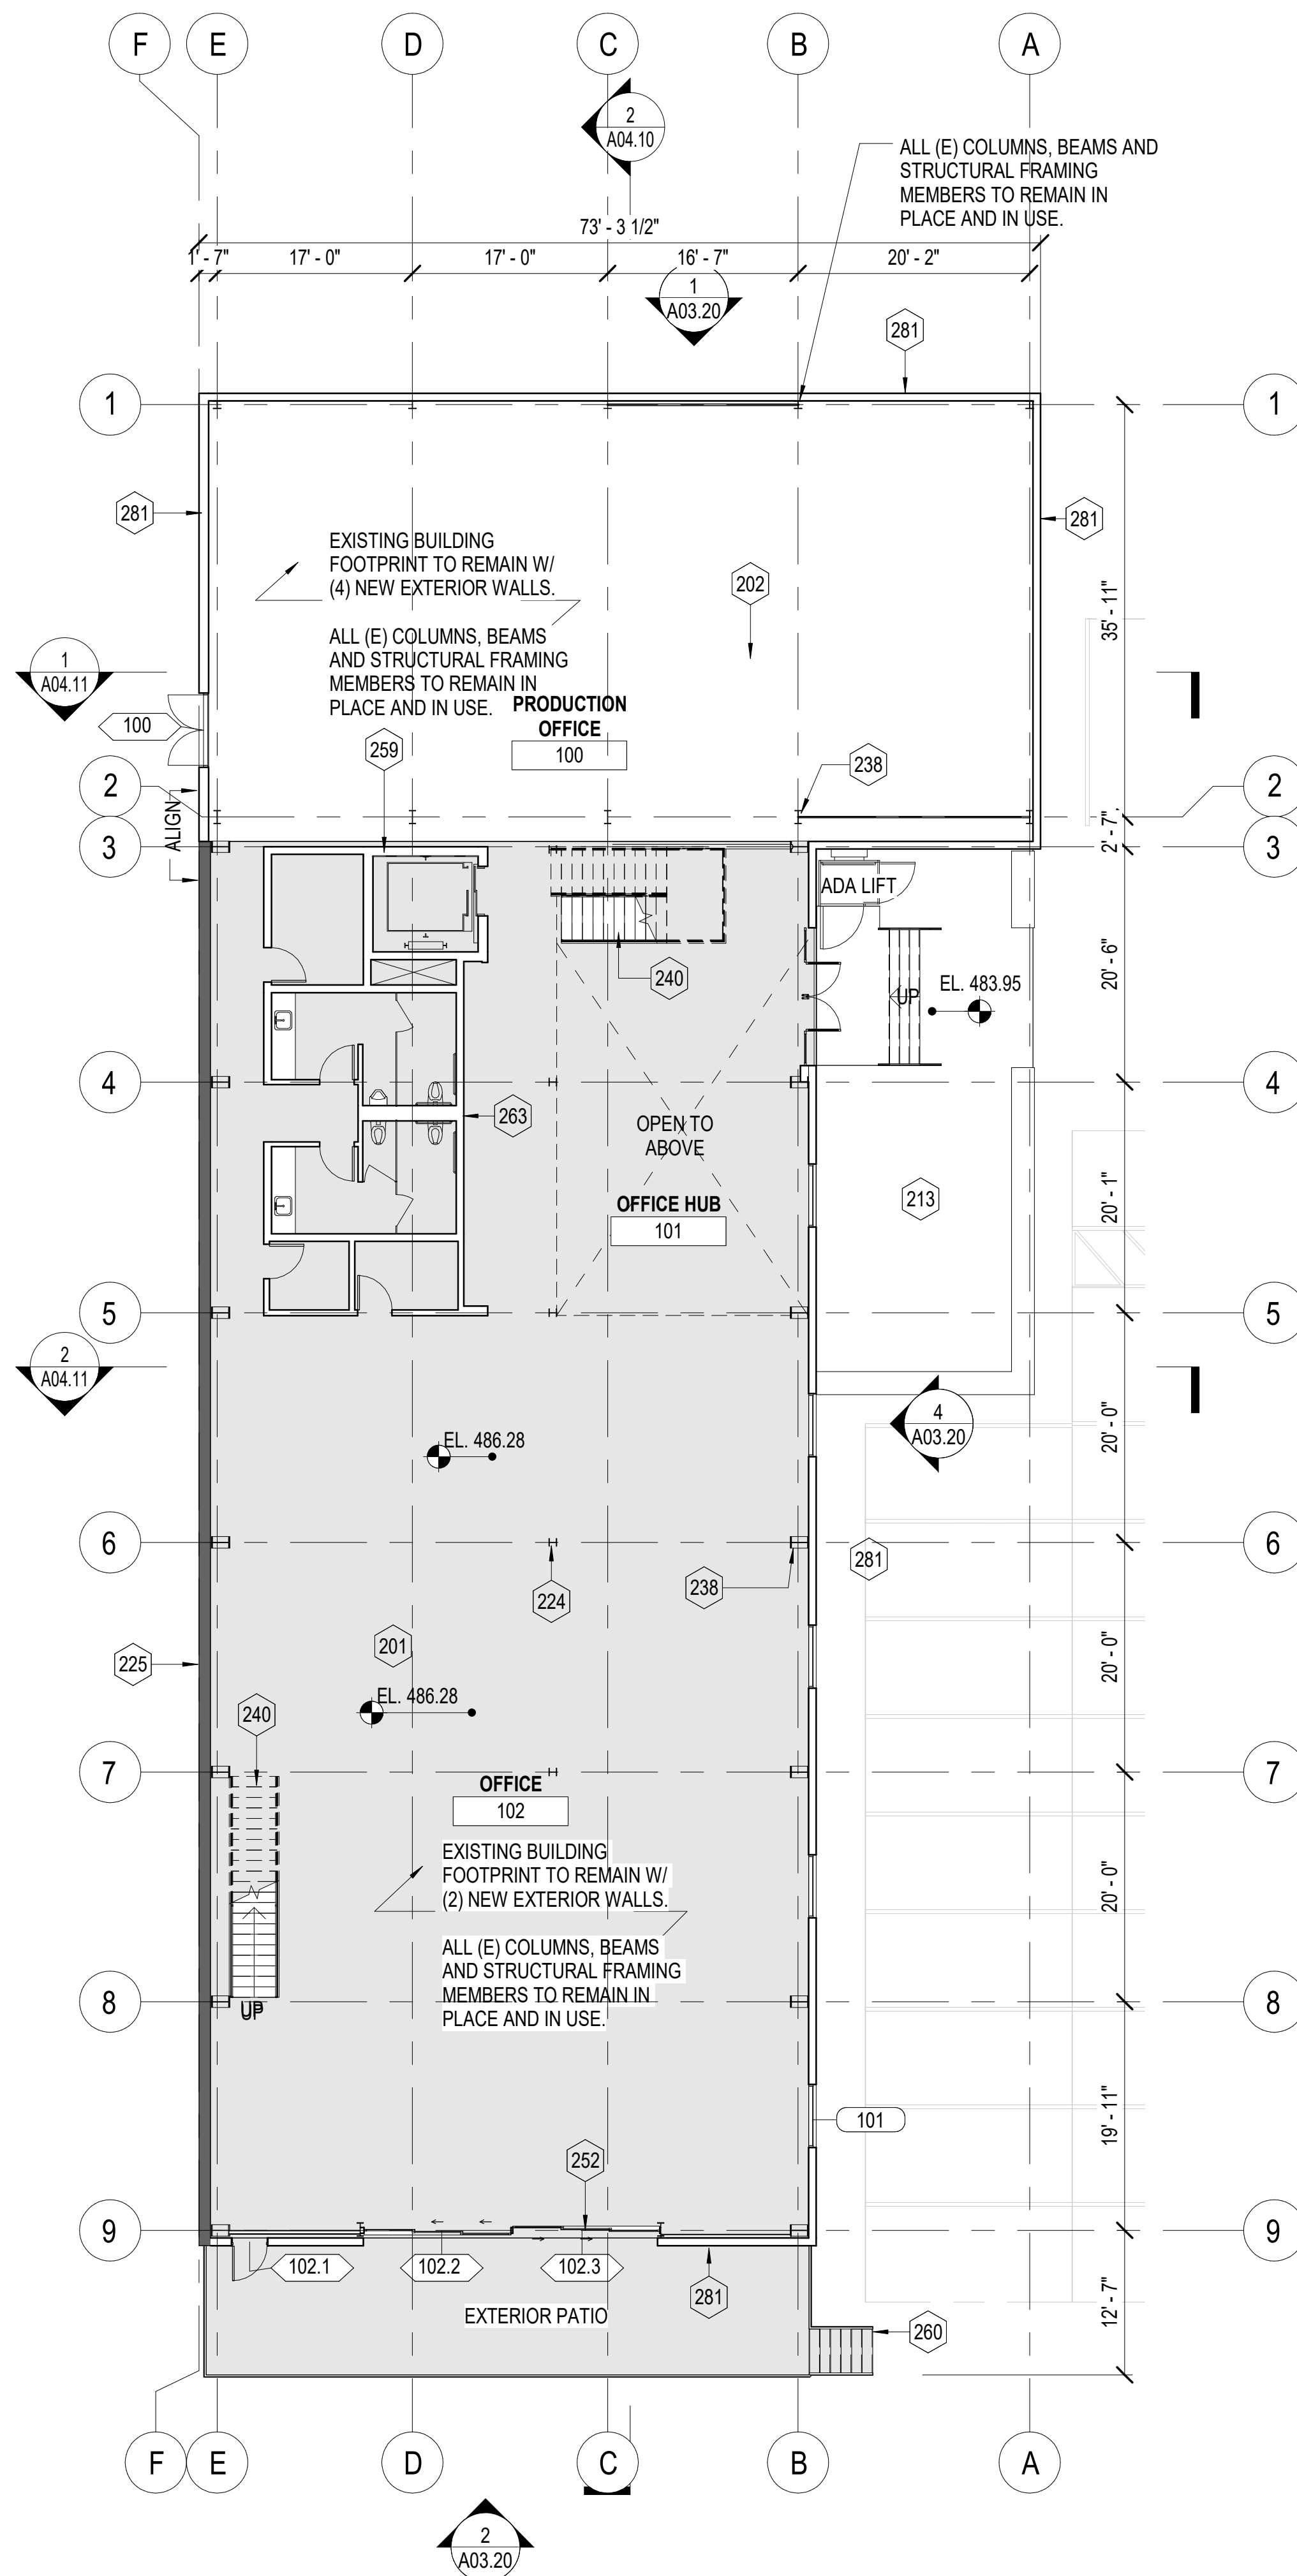 F
E
D
C
B
A
2
A04.10
ALL (E) COLUMNS, BEAMS AND
STRUCTURAL FRAMING
MEMBERS TO REMAIN IN
PLACE AND IN USE.
73' - 3 1/2"
1' - 7"
17' - 0"
17' - 0"
16' - 7"
20' - 2"
1
A03.20
281
1
1
281
281
EXISTING BUILDING
FOOTPRINT TO REMAIN W/
(4) NEW EXTERIOR WALLS.
202
35' - 11"
ALL (E) COLUMNS, BEAMS
AND STRUCTURAL FRAMING
MEMBERS TO REMAIN IN
PLACE AND IN USE.
1
A04.11
PRODUCTION
OFFICE
100
100
259
238
2
2
ALIGN
2' - 7"
3
3
ADA LIFT
20' - 6"
240
UP
EL. 483.95
4
4
263
OPEN TO
ABOVE
213
20' - 1"
OFFICE HUB
101
5
5
2
A04.11
4
A03.20
20' - 0"
EL. 486.28
6
6
281
238
224
201
20' - 0"
225
EL. 486.28
240
7
7
OFFICE
102
EXISTING BUILDING
FOOTPRINT TO REMAIN W/
(2) NEW EXTERIOR WALLS.
20' - 0"
ALL (E) COLUMNS, BEAMS
AND STRUCTURAL FRAMING
MEMBERS TO REMAIN IN
PLACE AND IN USE.
8
8
UP
101
19' - 11"
252
9
9
102.1
102.2
102.3
281
12' - 7"
EXTERIOR PATIO
260
F
E
D
C
B
A
2
A03.20